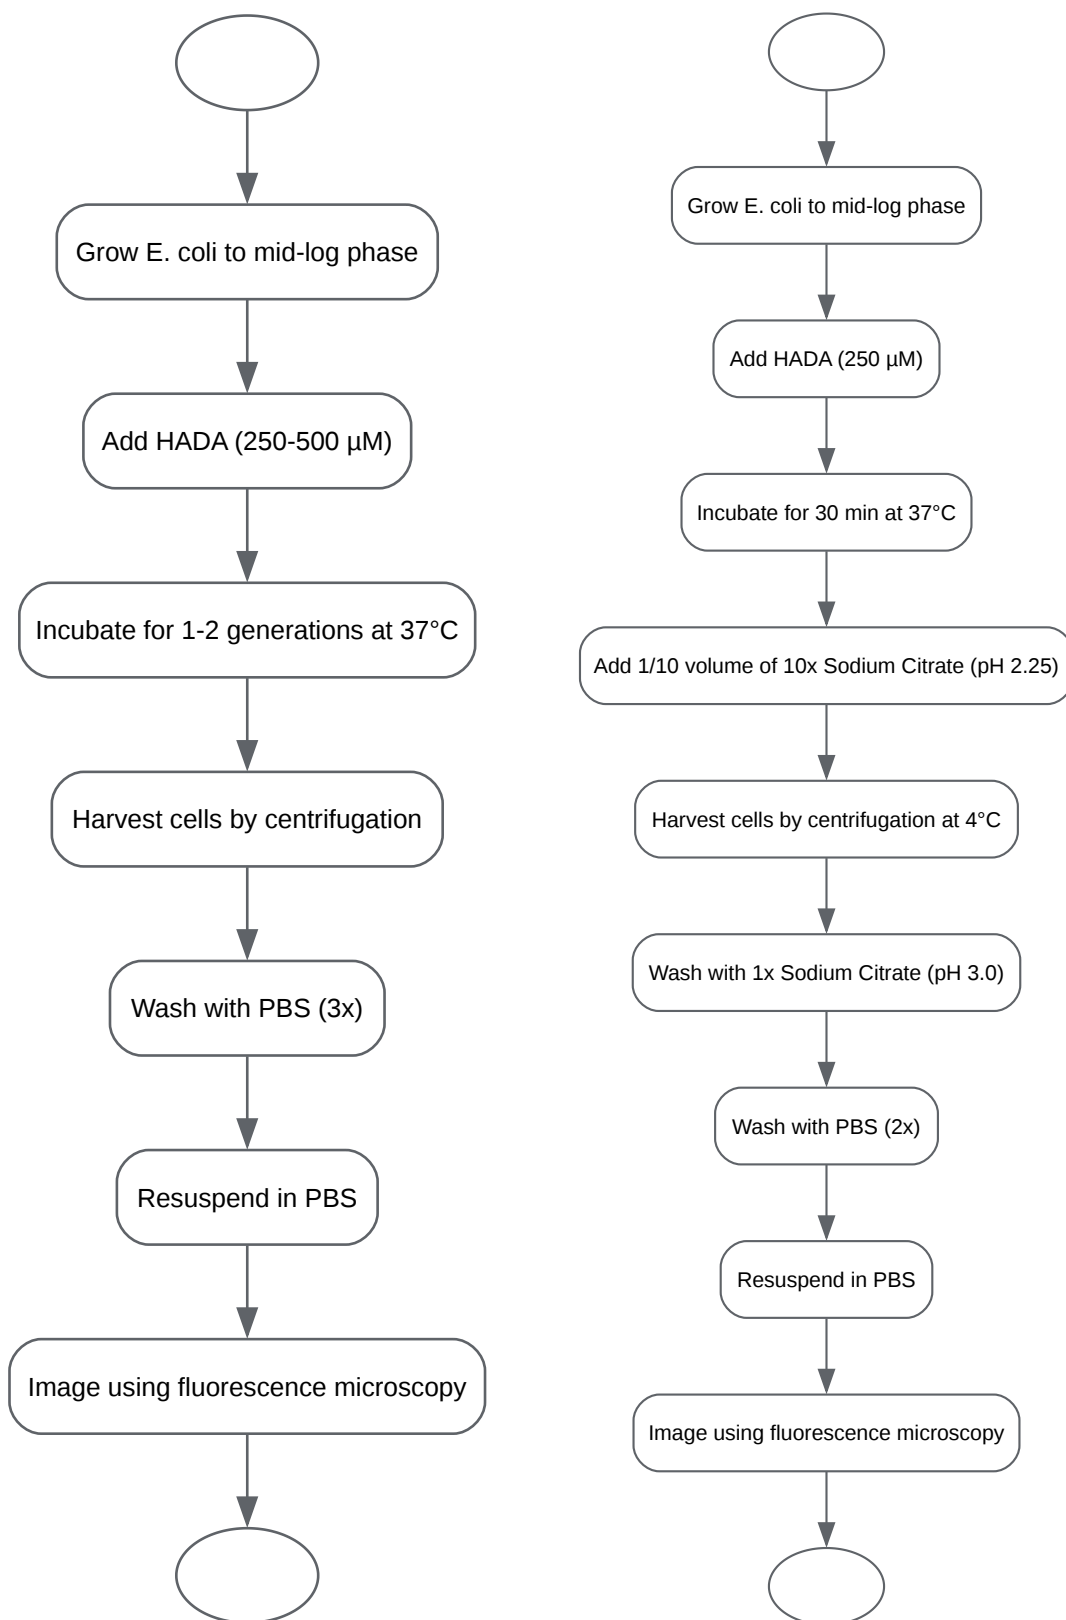 Grow E. coli to mid-log phase
Add HADA (250-500 µM)
Incubate for 1-2 generations at 37°C
Harvest cells by centrifugation
Wash with PBS (3x)
Resuspend in PBS
Image using fluorescence microscopy
Grow E. coli to mid-log phase
Add HADA (250 µM)
Incubate for 30 min at 37°C
Add 1/10 volume of 10x Sodium Citrate (pH 2.25)
Harvest cells by centrifugation at 4°C
Wash with 1x Sodium Citrate (pH 3.0)
Wash with PBS (2x)
Resuspend in PBS
Image using fluorescence microscopy